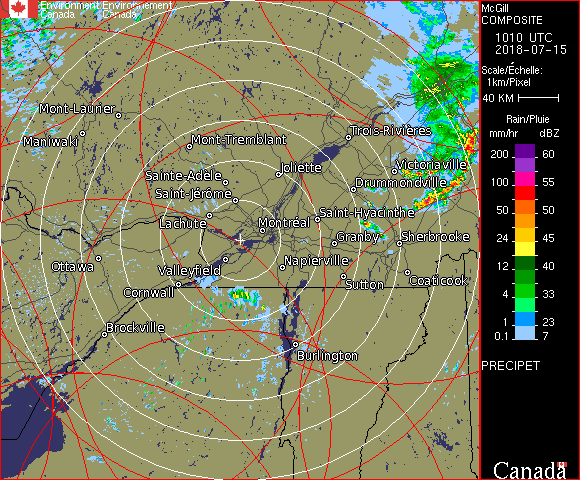 Environment Environnement
Canada Canada
McGill
COMPOSITE
1010 UTC
2018-07-15
Scale/Échelle:
1km/Pixel
40 KM
Rain/Pluie
mm/hr dBZ
200 60
100 55
50 50
24 45
12 40
4 33
1 23
0.1 7
PRECIPET
Canada
Mont-Laurier
Maniwaki
Mont-Tremblant
Trois-Rivières
Joliette
Victoriaville
Sainte-Adèle
Drummondville
Saint-Jérôme
Saint-Hyacinthe
Lachute
Montréal
Granby
Sherbrooke
Ottawa
Valleyfield
Napierville
Cornwall
Sutton
Coaticook
Brockville
Burlington